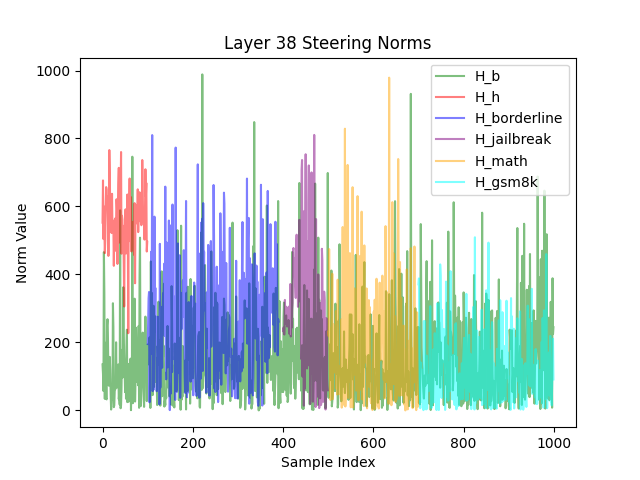 Layer 38 Steering Norms
Norm Value
1000
800
600
400
200
0
H_b
H_h
H_borderline
H_jailbreak
H_math
H_gsm8k
0 200 400 600 800 1000
Sample Index